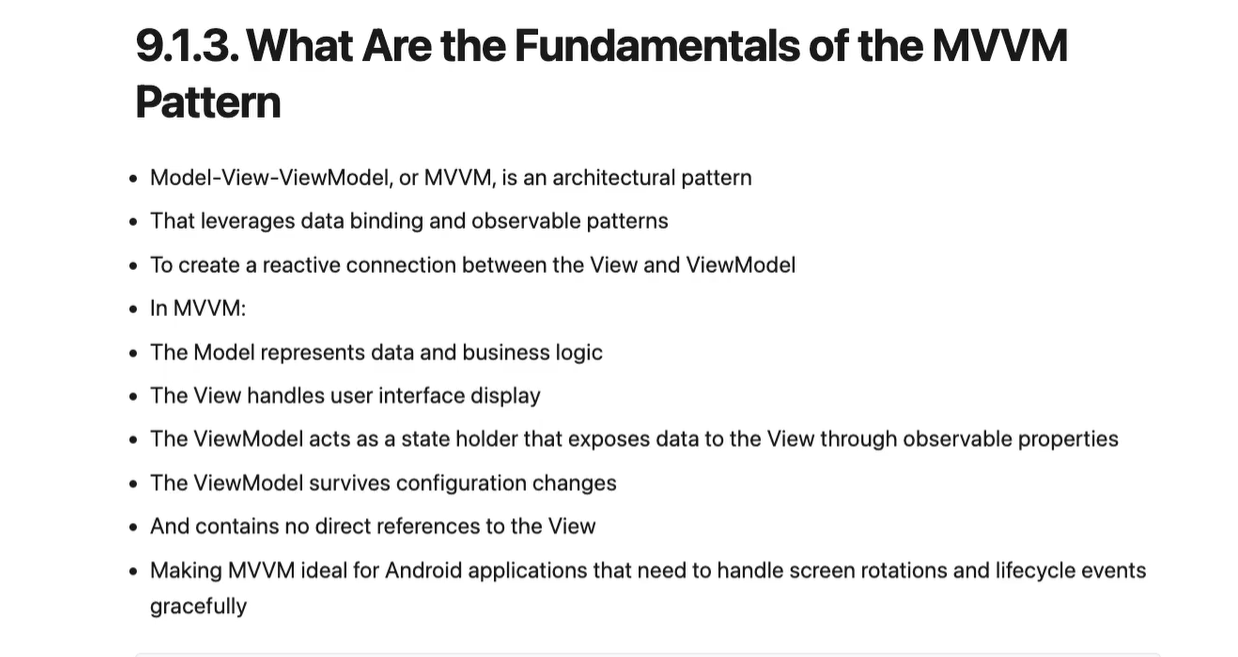 9.1.3. What Are the Fundamentals of the MVVM
Pattern
• Model-View-ViewModel, or MVVM, is an architectural pattern
• That leverages data binding and observable patterns
• To create a reactive connection between the View and ViewModel
• In MVVM:
• The Model represents data and business logic
• The View handles user interface display
• The ViewModel acts as a state holder that exposes data to the View through observable properties
• The ViewModel survives configuration changes
• And contains no direct references to the View
• Making MVVM ideal for Android applications that need to handle screen rotations and lifecycle events
gracefully